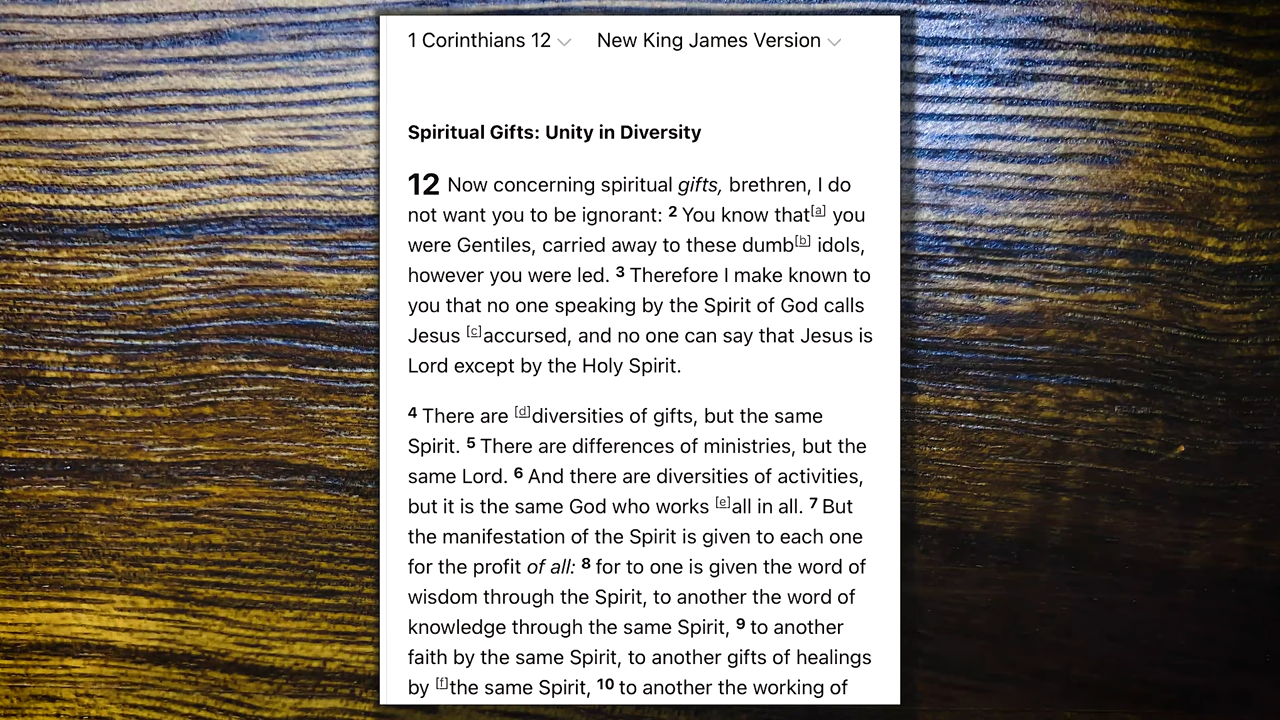 1 Corinthians 12 New King James Version
Spiritual Gifts: Unity in Diversity
12 Now concerning spiritual gifts, brethren, I do
not want you to be ignorant: 2 You know that[a] you
were Gentiles, carried away to these dumb[b] idols,
however you were led. 3 Therefore I make known to
you that no one speaking by the Spirit of God calls
Jesus [c]accursed, and no one can say that Jesus is
Lord except by the Holy Spirit.
4 There are [d]diversities of gifts, but the same
Spirit. 5 There are differences of ministries, but the
same Lord. 6 And there are diversities of activities,
but it is the same God who works [e]all in all. 7 But
the manifestation of the Spirit is given to each one
for the profit of all: 8 for to one is given the word of
wisdom through the Spirit, to another the word of
knowledge through the same Spirit, 9 to another
faith by the same Spirit, to another gifts of healings
by [f]the same Spirit, 10 to another the working of